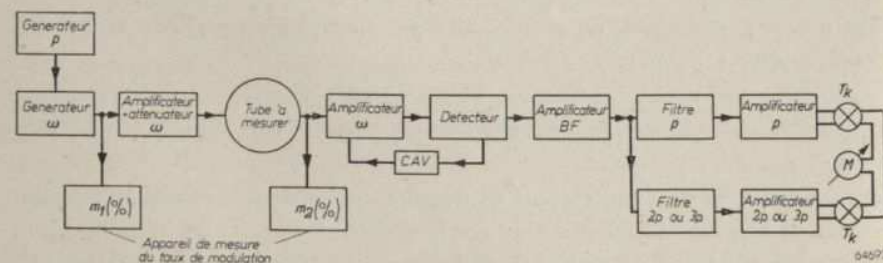 Generateur
p
Generateur
ω
Amplificateur
+attenuateur
ω
Tube à
mesurer
Amplificateur
ω
Detecteur
CAV
Amplificateur
BF
Filtre
p
Amplificateur
p
Tk
M
Filtre
2p ou 3p
Amplificateur
2p ou 3p
Tk
m1(%)
m2(%)
Appareil de mesure
du taux de modulation